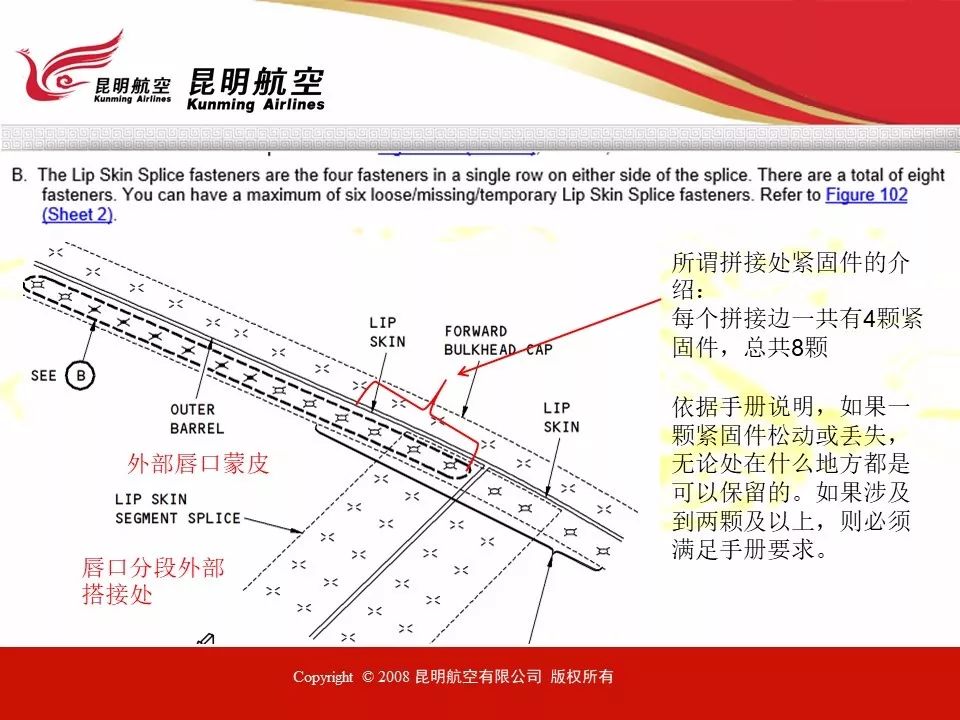 昆明航空
Kunming Airlines
昆明航空
Kunming Airlines
B. The Lip Skin Splice fasteners are the four fasteners in a single row on either side of the splice. There are a total of eight
fasteners. You can have a maximum of six loose/missing/temporary Lip Skin Splice fasteners. Refer to Figure 102
(Sheet 2).
所谓拼接处紧固件的介
绍：
每个拼接边一共有4颗紧
固件，总共8颗
依据手册说明，如果一
颗紧固件松动或丢失，
无论处在什么地方都是
可以保留的。如果涉及
到两颗及以上，则必须
满足手册要求。
LIP
SKIN
FORWARD
BULKHEAD CAP
SEE B
OUTER
BARREL
LIP
SKIN
外部唇口蒙皮
LIP SKIN
SEGMENT SPLICE
唇口分段外部
搭接处
Copyright © 2008 昆明航空有限公司 版权所有